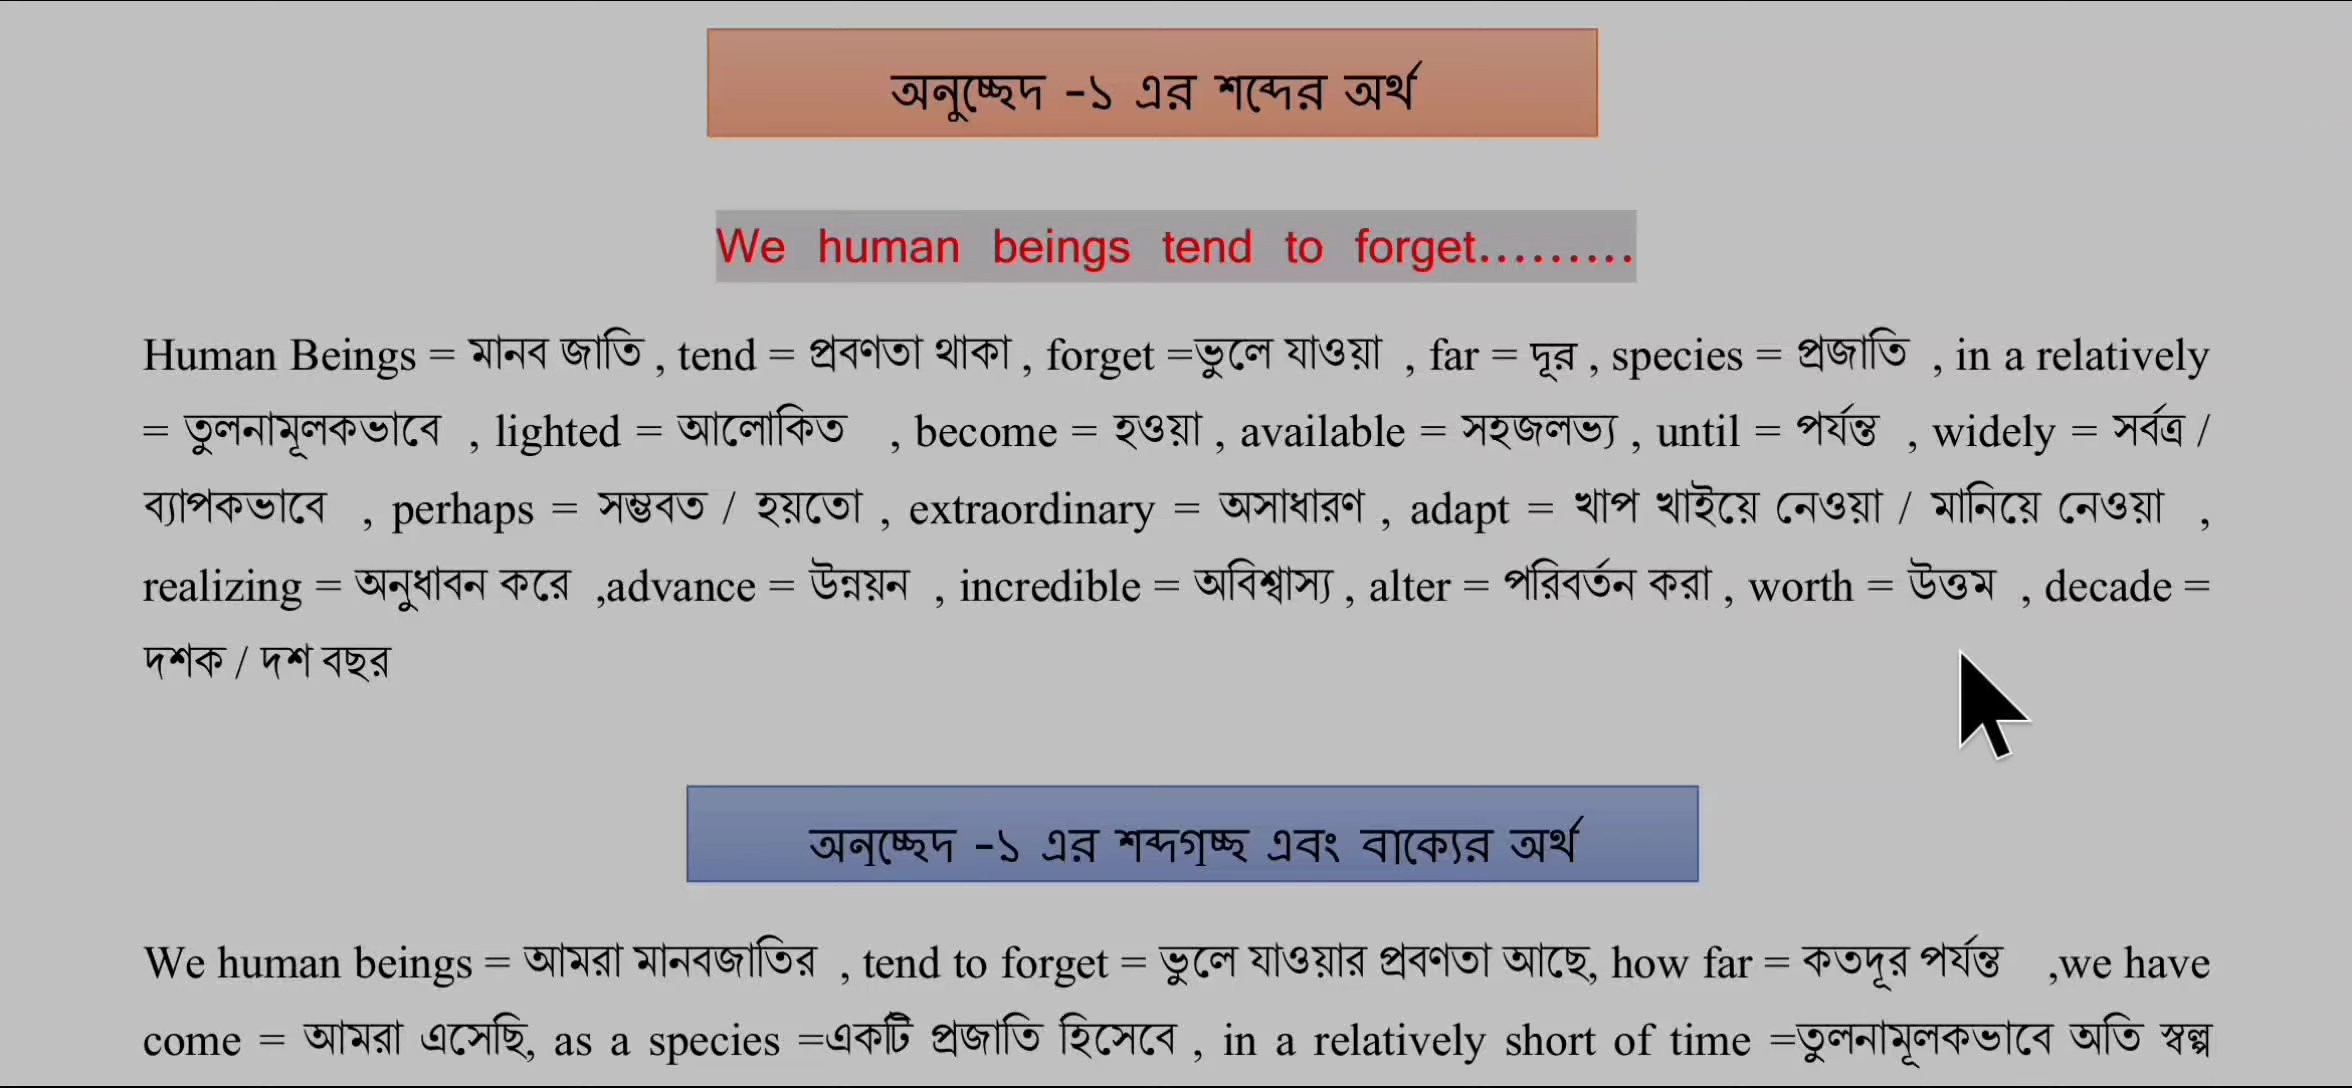 অনুচ্ছেদ -১ এর শব্দের অর্থ
We human beings tend to forget.........
Human Beings = মানব জাতি , tend = প্রবণতা থাকা , forget =ভুলে যাওয়া , far = দূর , species = প্রজাতি , in a relatively
= তুলনামূলকভাবে , lighted = আলোকিত , become = হওয়া , available = সহজলভ্য , until = পর্যন্ত , widely = সর্বত্র /
ব্যাপকভাবে , perhaps = সম্ভবত / হয়তো , extraordinary = অসাধারণ , adapt = খাপ খাইয়ে নেওয়া / মানিয়ে নেওয়া ,
realizing = অনুধাবন করে ,advance = উন্নয়ন , incredible = অবিশ্বাস্য , alter = পরিবর্তন করা , worth = উত্তম , decade =
দশক / দশ বছর
অনুচ্ছেদ -১ এর শব্দগুচ্ছ এবং বাক্যের অর্থ
We human beings = আমরা মানবজাতির , tend to forget = ভুলে যাওয়ার প্রবণতা আছে, how far = কতদূর পর্যন্ত ,we have
come = আমরা এসেছি, as a species =একটি প্রজাতি হিসেবে , in a relatively short of time =তুলনামূলকভাবে অতি স্বল্প